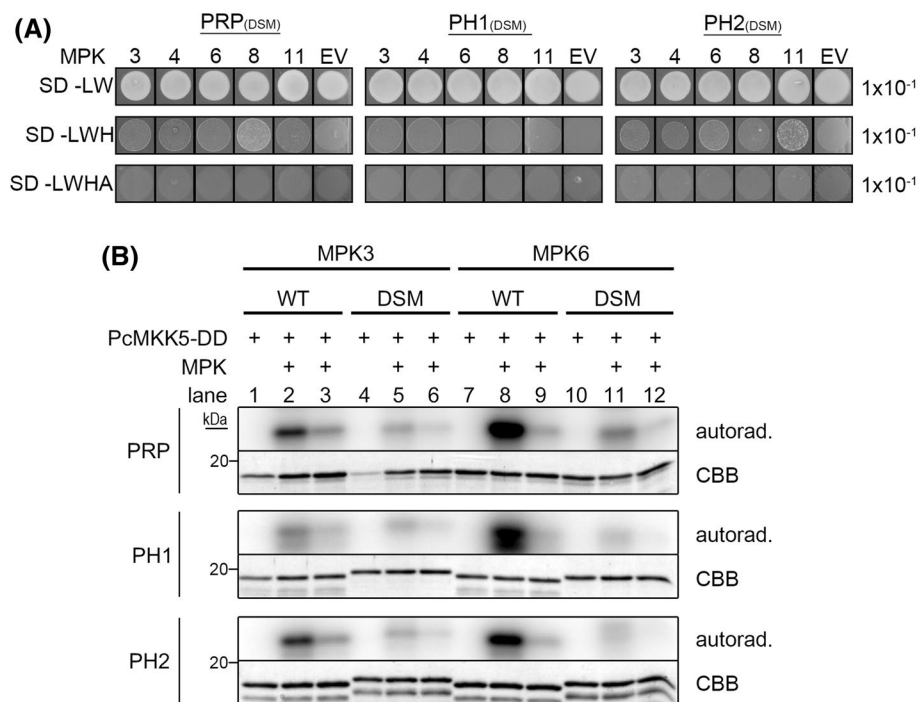 (A)
PRP(DSM) PH1(DSM) PH2(DSM)
MPK 3 4 6 8 11 EV 3 4 6 8 11 EV 3 4 6 8 11 EV
SD -LW 1x10⁻¹
SD -LWH 1x10⁻¹
SD -LWHA 1x10⁻¹
(B)
MPK3 MPK6
WT DSM WT DSM
PcMKK5-DD + + + + + + + + + + + +
MPK + + + + + + + +
lane 1 2 3 4 5 6 7 8 9 10 11 12
kDa
PRP autorad.
20 CBB
PH1 autorad.
20 CBB
PH2 autorad.
20 CBB